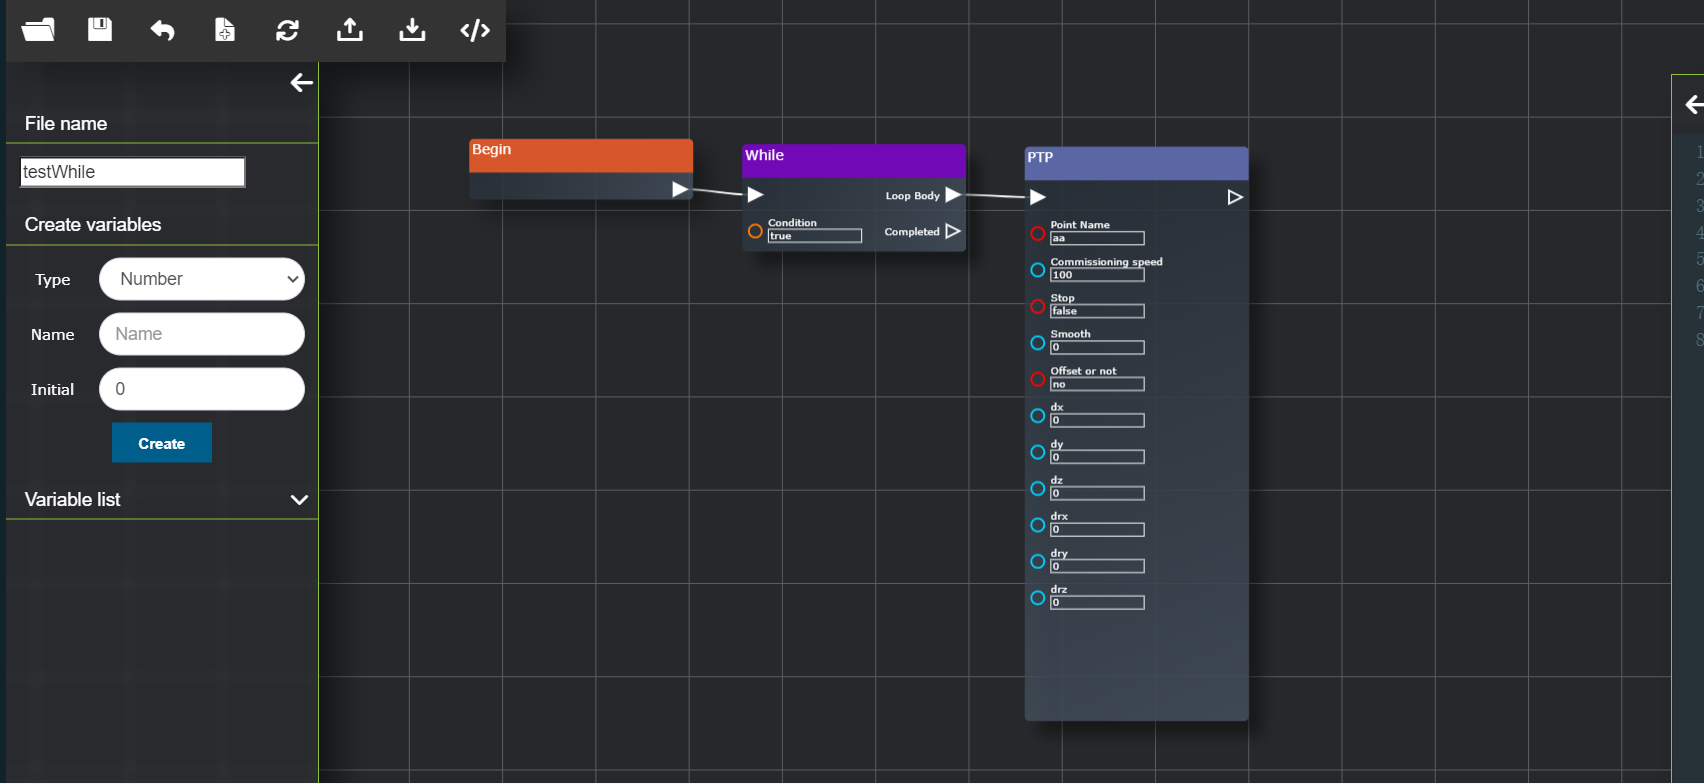 File name
testWhile
Create variables
Type
Number
Name
Name
Initial
0
Create
Variable list
Begin
While
Loop Body
Condition
true
Completed
PTP
Point Name
aa
Commissioning speed
100
Stop
false
Smooth
0
Offset or not
no
dx
0
dy
0
dz
0
drx
0
dry
0
drz
0
1
2
3
4
5
6
7
8